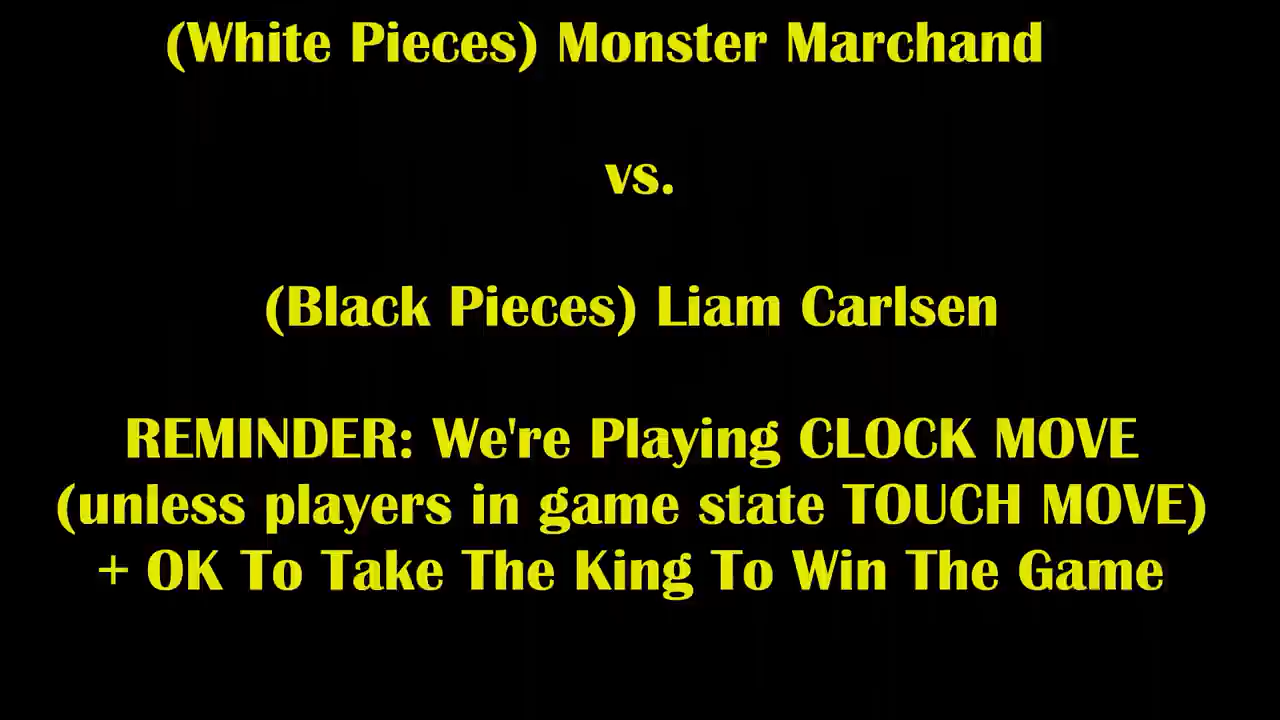 (White Pieces) Monster Marchand
vs.
(Black Pieces) Liam Carlsen
REMINDER: We're Playing CLOCK MOVE
(unless players in game state TOUCH MOVE)
+ OK To Take The King To Win The Game